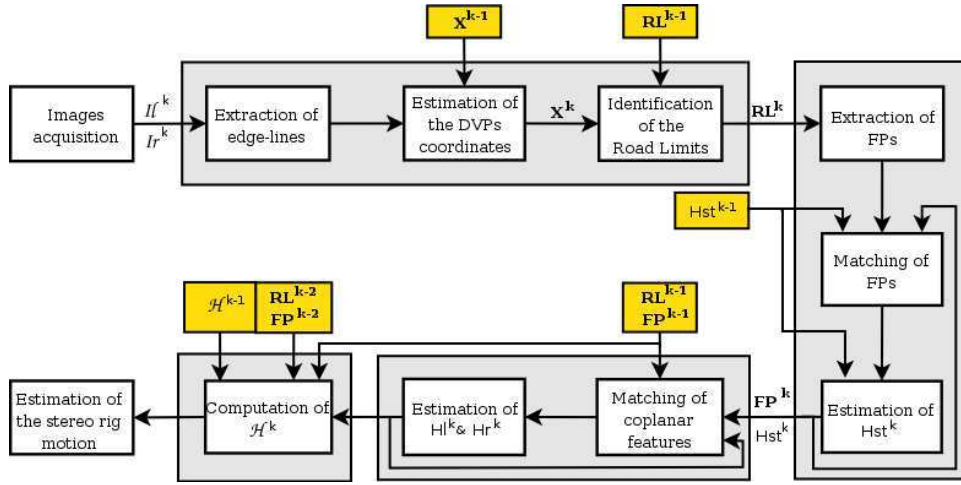 X^k-1
RL^k-1
Images
acquisition
Il^k
Ir^k
Extraction of
edge-lines
Estimation of
the DVPs
coordinates
X^k
Identification
of the
Road Limits
RL^k
Extraction of
FPs
Hst^k-1
Matching of
FPs
ℋ^k-1
RL^k-2
FP^k-2
RL^k-1
FP^k-1
Estimation of
the stereo rig
motion
Computation of
ℋ^k
Estimation of
Hl^k & Hr^k
Matching of
coplanar
features
FP^k
Hst^k
Estimation of
Hst^k